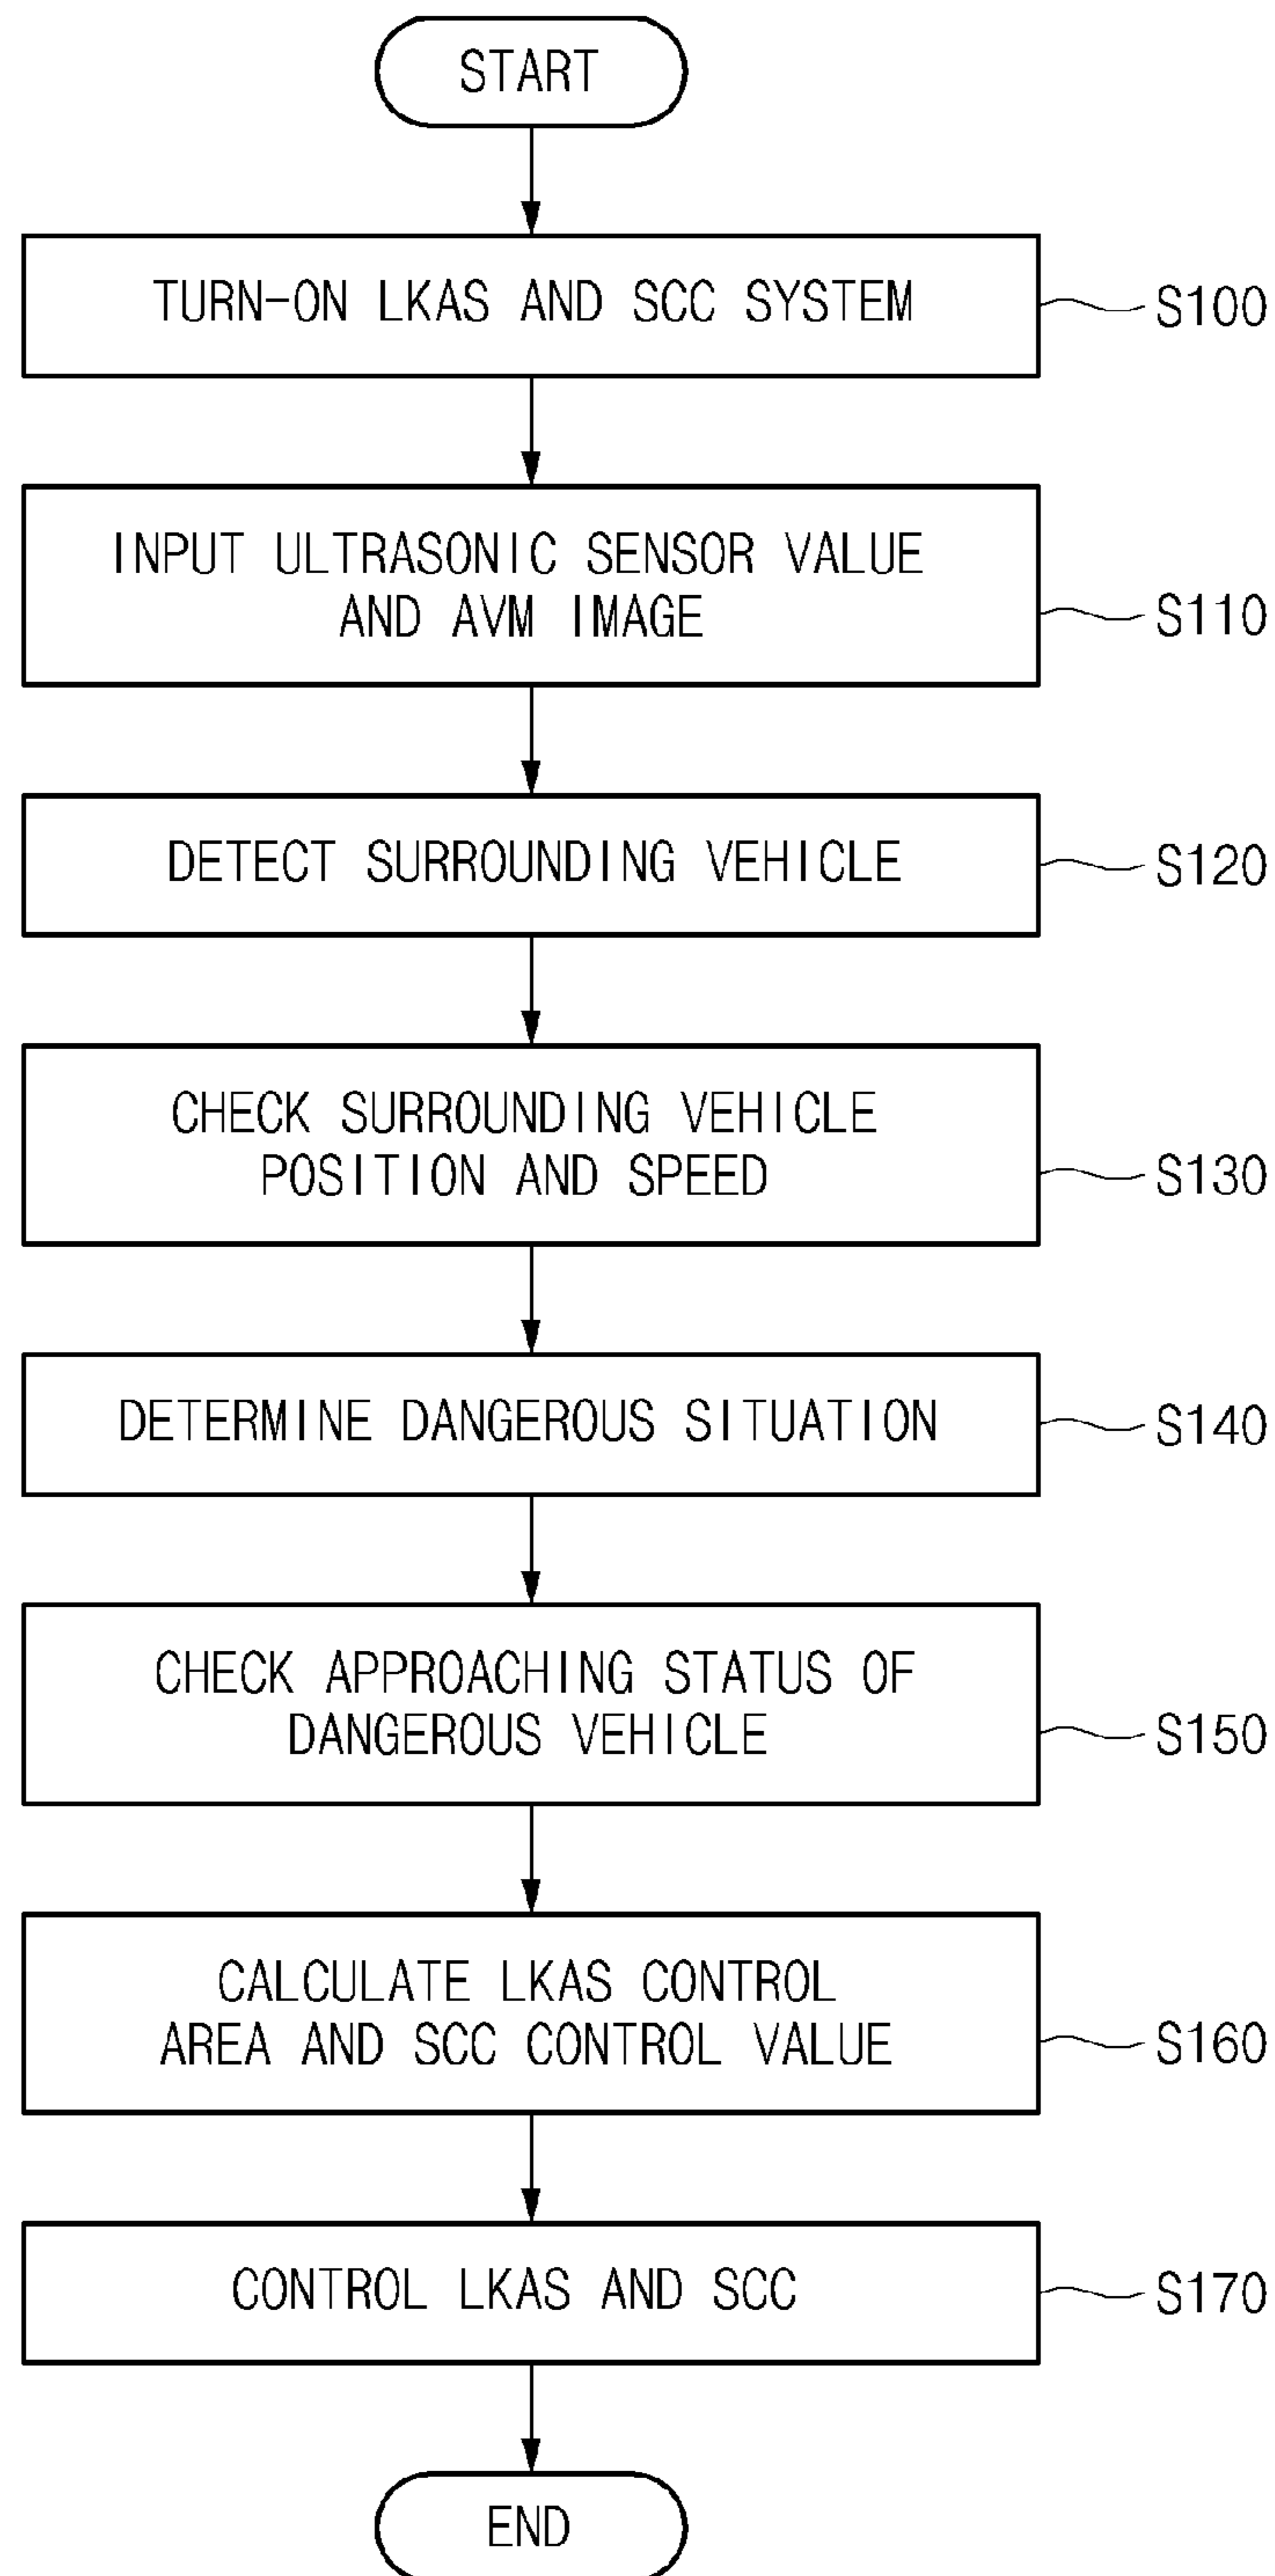 START
TURN-ON LKAS AND SCC SYSTEM
S100
INPUT ULTRASONIC SENSOR VALUE
AND AVM IMAGE
S110
DETECT SURROUNDING VEHICLE
S120
CHECK SURROUNDING VEHICLE
POSITION AND SPEED
S130
DETERMINE DANGEROUS SITUATION
S140
CHECK APPROACHING STATUS OF
DANGEROUS VEHICLE
S150
CALCULATE LKAS CONTROL
AREA AND SCC CONTROL VALUE
S160
CONTROL LKAS AND SCC
S170
END